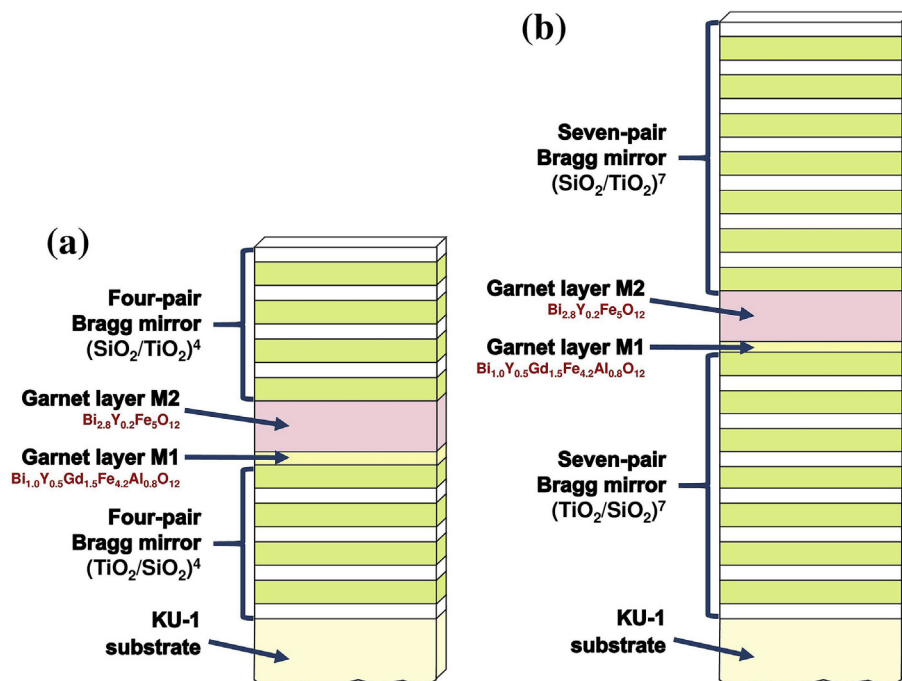 (a)
Four-pair
Bragg mirror
(SiO₂/TiO₂)⁴
Garnet layer M2
Bi₂.₈Y₀.₂Fe₅O₁₂
Garnet layer M1
Bi₁.₀Y₀.₅Gd₁.₅Fe₄.₂Al₀.₈O₁₂
Four-pair
Bragg mirror
(TiO₂/SiO₂)⁴
KU-1
substrate
(b)
Seven-pair
Bragg mirror
(SiO₂/TiO₂)⁷
Garnet layer M2
Bi₂.₈Y₀.₂Fe₅O₁₂
Garnet layer M1
Bi₁.₀Y₀.₅Gd₁.₅Fe₄.₂Al₀.₈O₁₂
Seven-pair
Bragg mirror
(TiO₂/SiO₂)⁷
KU-1
substrate